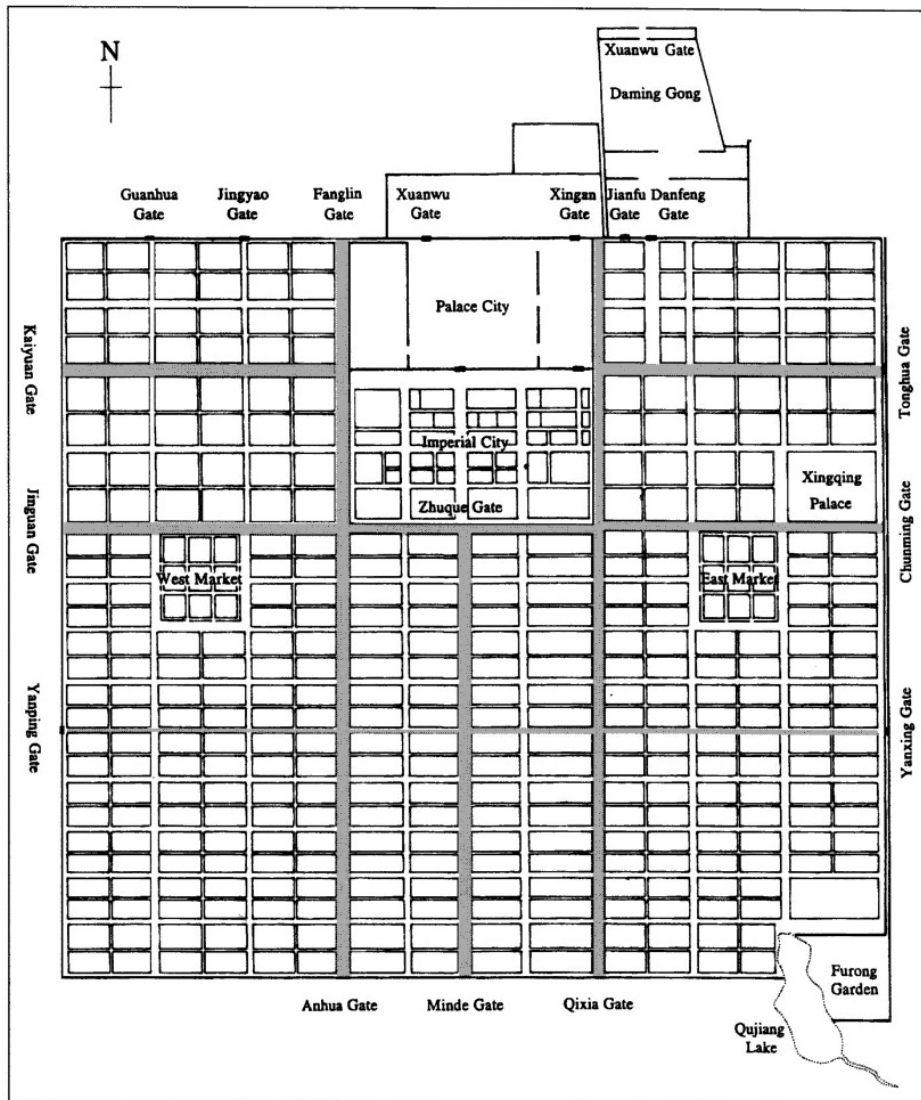 N
Xuanwu Gate
Daming Gong
Guanhua
Gate
Jingyao
Gate
Fanglin
Gate
Xuanwu
Gate
Xingan
Gate
Jianfu
Gate
Danfeng
Gate
Kaiyuan Gate
Palace City
Tonghua Gate
Imperial City
Jinguan Gate
Zhuque Gate
Xingqing
Palace
Chunming Gate
West Market
East Market
Yanping Gate
Yanxing Gate
Anhua Gate
Minde Gate
Qixia Gate
Furong
Garden
Qujiang
Lake